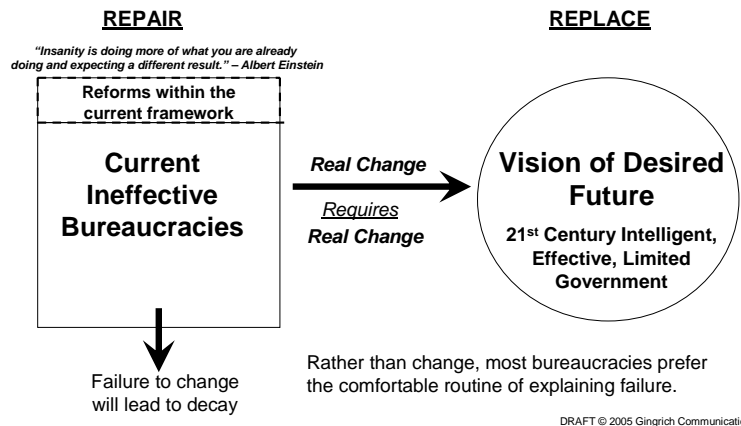 REPAIR
REPLACE
“Insanity is doing more of what you are already
doing and expecting a different result.” – Albert Einstein
Reforms within the
current framework
Current
Ineffective
Bureaucracies
Real Change
Requires
Real Change
Vision of Desired
Future
21st Century Intelligent,
Effective, Limited
Government
Failure to change
will lead to decay
Rather than change, most bureaucracies prefer
the comfortable routine of explaining failure.
DRAFT © 2005 Gingrich